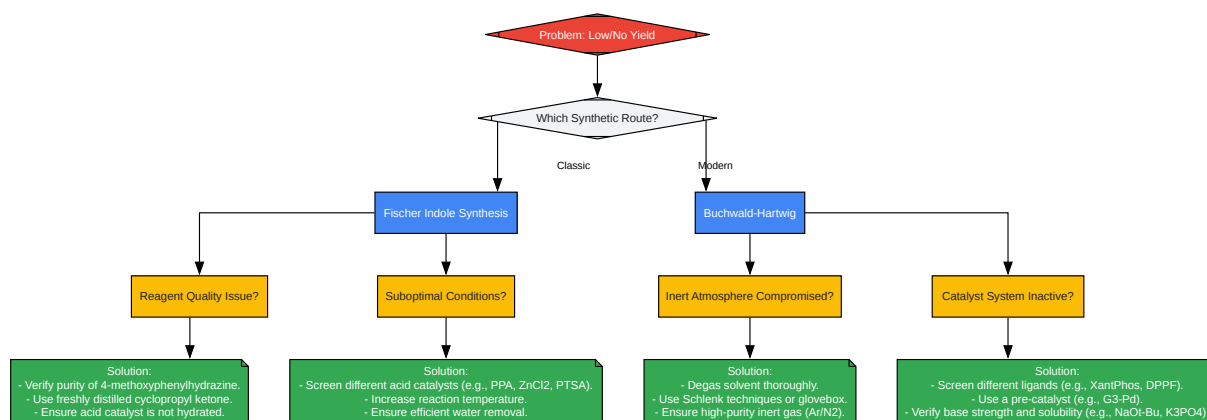 Problem: Low/No Yield
Which Synthetic Route?
Classic
Modern
Fischer Indole Synthesis
Buchwald-Hartwig
Reagent Quality Issue?
Suboptimal Conditions?
Inert Atmosphere Compromised?
Catalyst System Inactive?
Solution:
- Verify purity of 4-methoxyphenylhydrazine.
- Use freshly distilled cyclopropyl ketone.
- Ensure acid catalyst is not hydrated.
Solution:
- Screen different acid catalysts (e.g., PPA, ZnCl2, PTSA).
- Increase reaction temperature.
- Ensure efficient water removal.
Solution:
- Degas solvent thoroughly.
- Use Schlenk techniques or glovebox.
- Ensure high-purity inert gas (Ar/N2).
Solution:
- Screen different ligands (e.g., XantPhos, DPPF).
- Use a pre-catalyst (e.g., G3-Pd).
- Verify base strength and solubility (e.g., NaOt-Bu, K3PO4)